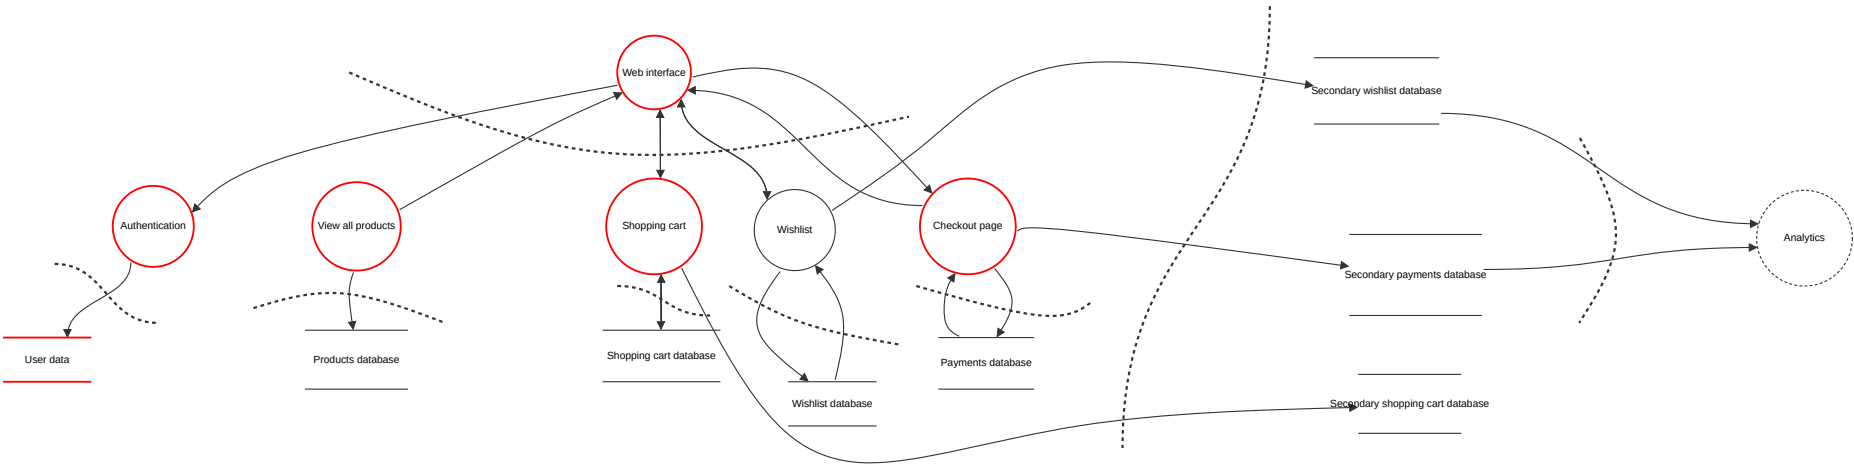 Web interface
Secondary wishlist database
Authentication
View all products
Shopping cart
Wishlist
Checkout page
Analytics
Secondary payments database
User data
Products database
Shopping cart database
Payments database
Wishlist database
Secondary shopping cart database